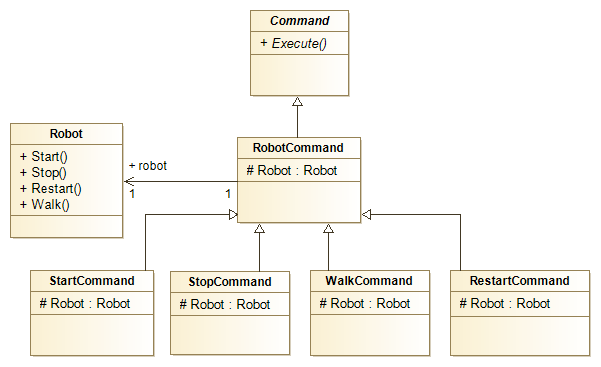 Command
+ Execute()
Robot
+ Start()
+ Stop()
+ Restart()
+ Walk()
+ robot
1
1
RobotCommand
# Robot : Robot
StartCommand
# Robot : Robot
StopCommand
# Robot : Robot
WalkCommand
# Robot : Robot
RestartCommand
# Robot : Robot